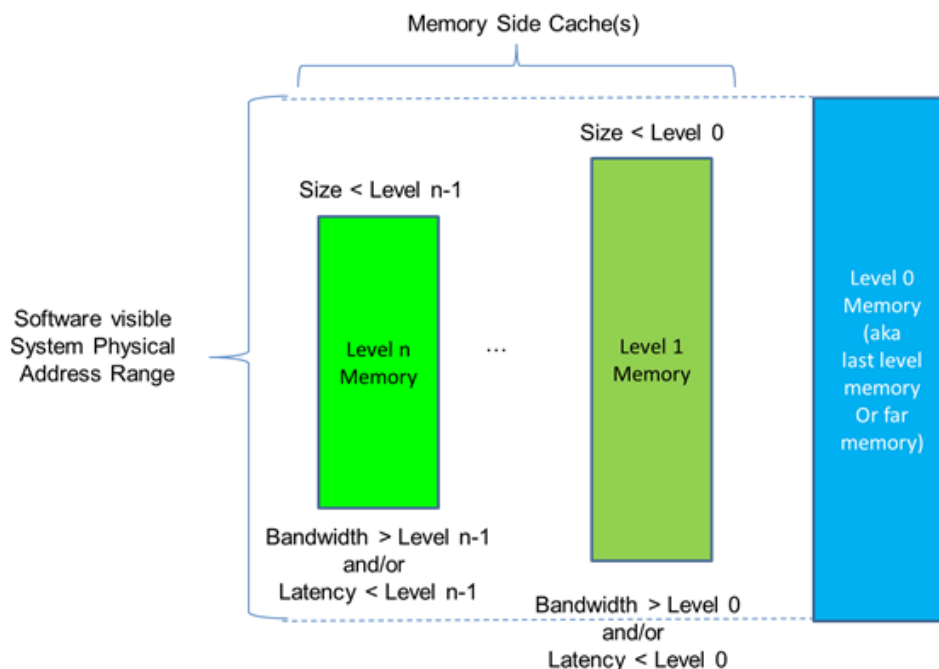 Memory Side Cache(s)
Size < Level 0
Size < Level n-1
Software visible
System Physical
Address Range
Level n
Memory
...
Level 1
Memory
Level 0
Memory
(aka
last level
memory
Or far
memory)
Bandwidth > Level n-1
and/or
Latency < Level n-1
Bandwidth > Level 0
and/or
Latency < Level 0